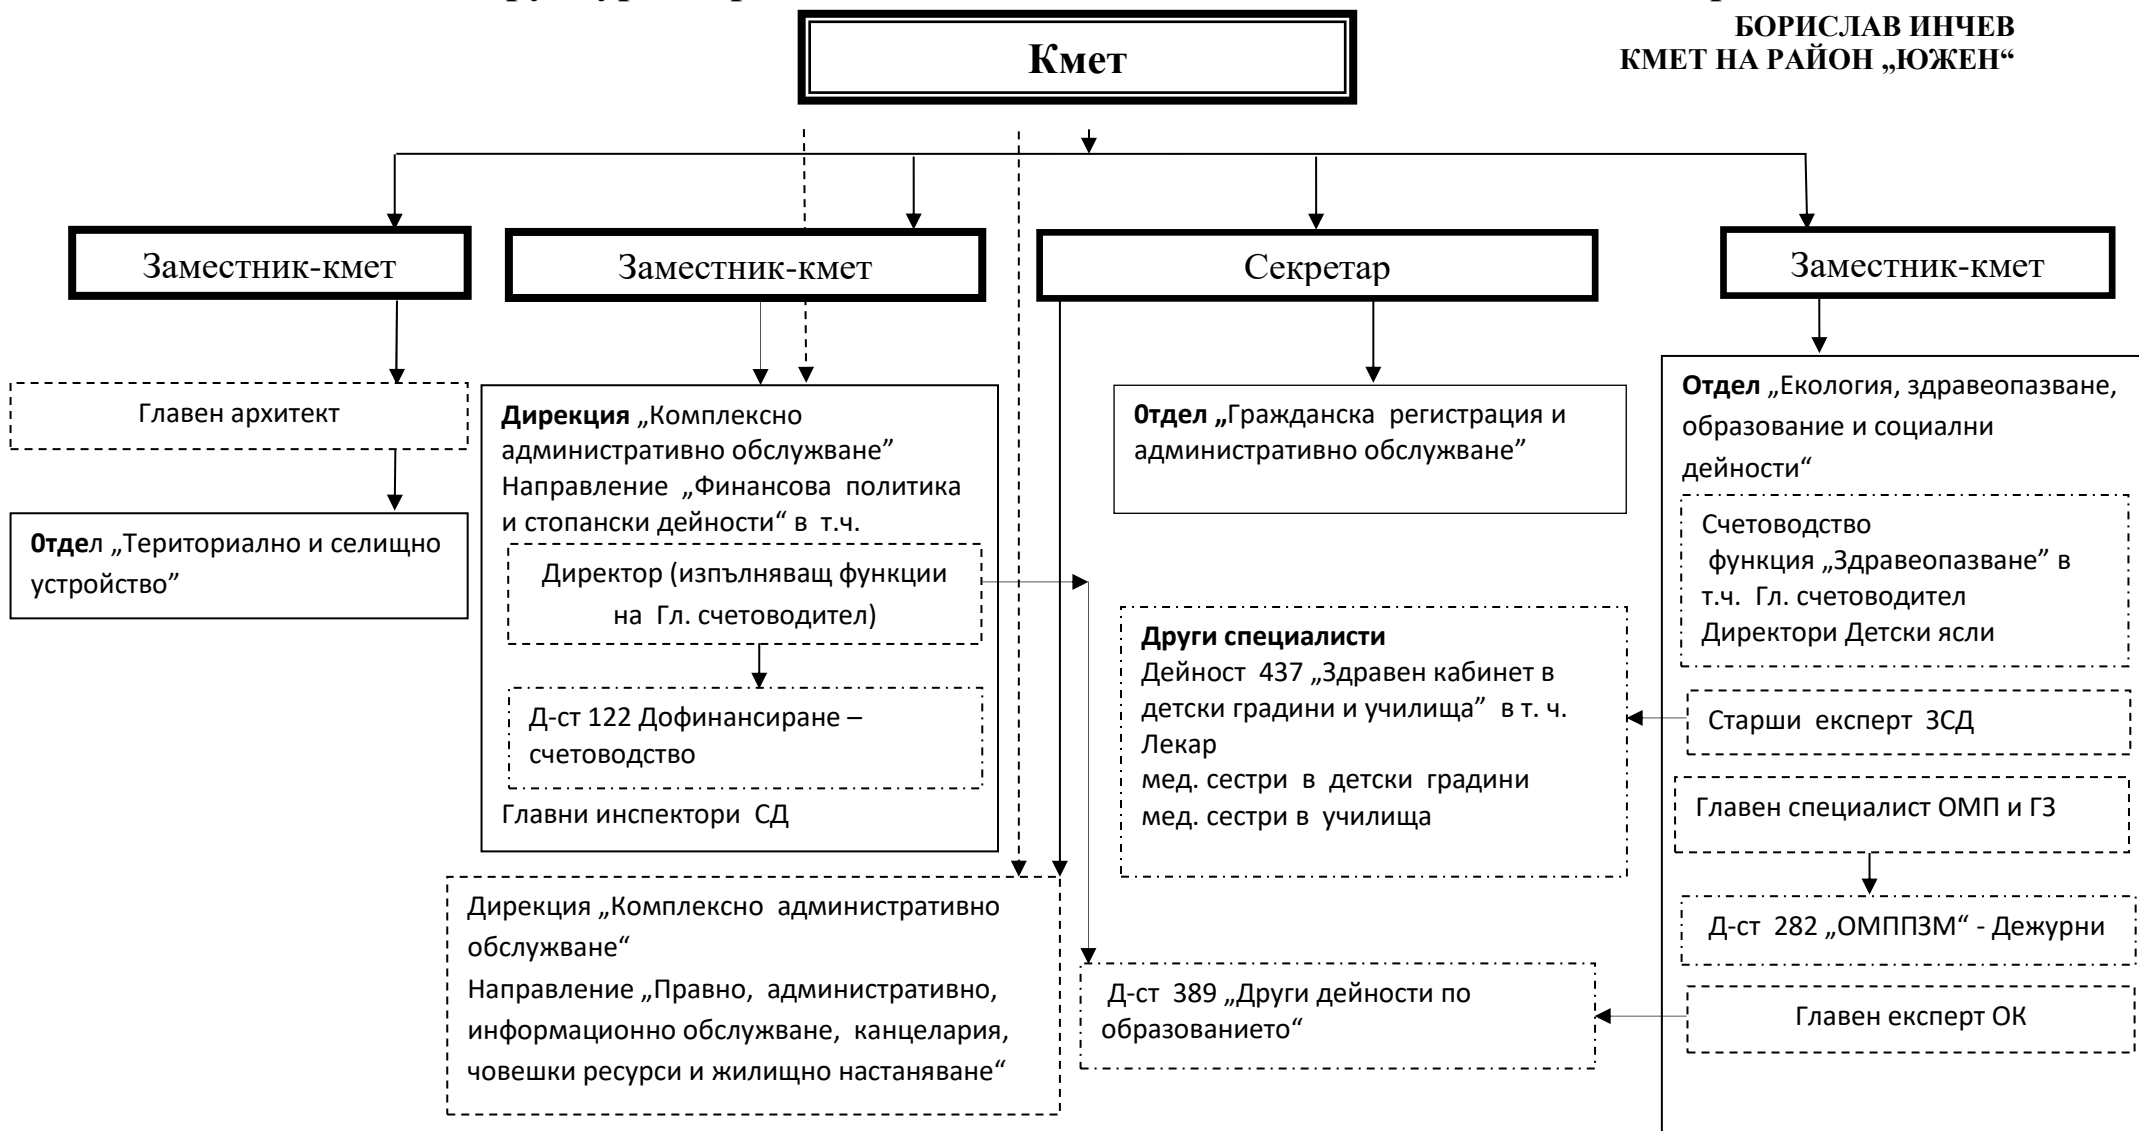 БОРИСЛАВ ИНЧЕВ
КМЕТ НА РАЙОН „ЮЖЕН“
Кмет
Заместник-кмет
Заместник-кмет
Секретар
Заместник-кмет
Главен архитект
0тдел „Териториално и селищно
устройство”
Дирекция „Комплексно
административно обслужване”
Направление „Финансова политика
и стопански дейности“ в т.ч.
Директор (изпълняващ функции
на Гл. счетоводител)
Д-ст 122 Дофинансиране –
счетоводство
Главни инспектори СД
Дирекция „Комплексно административно
обслужване“
Направление „Правно, административно,
информационно обслужване, канцелария,
човешки ресурси и жилищно настаняване“
0тдел „Гражданска регистрация и
административно обслужване”
Други специалисти
Дейност 437 „Здравен кабинет в
детски градини и училища” в т. ч.
Лекар
мед. сестри в детски градини
мед. сестри в училища
Д-ст 389 „Други дейности по
образованието“
Отдел „Екология, здравеопазване,
образование и социални
дейности“
Счетоводство
функция „Здравеопазване” в
т.ч. Гл. счетоводител
Директори Детски ясли
Старши експерт ЗСД
Главен специалист ОМП и ГЗ
Д-ст 282 „ОМППЗМ“ - Дежурни
Главен експерт ОК